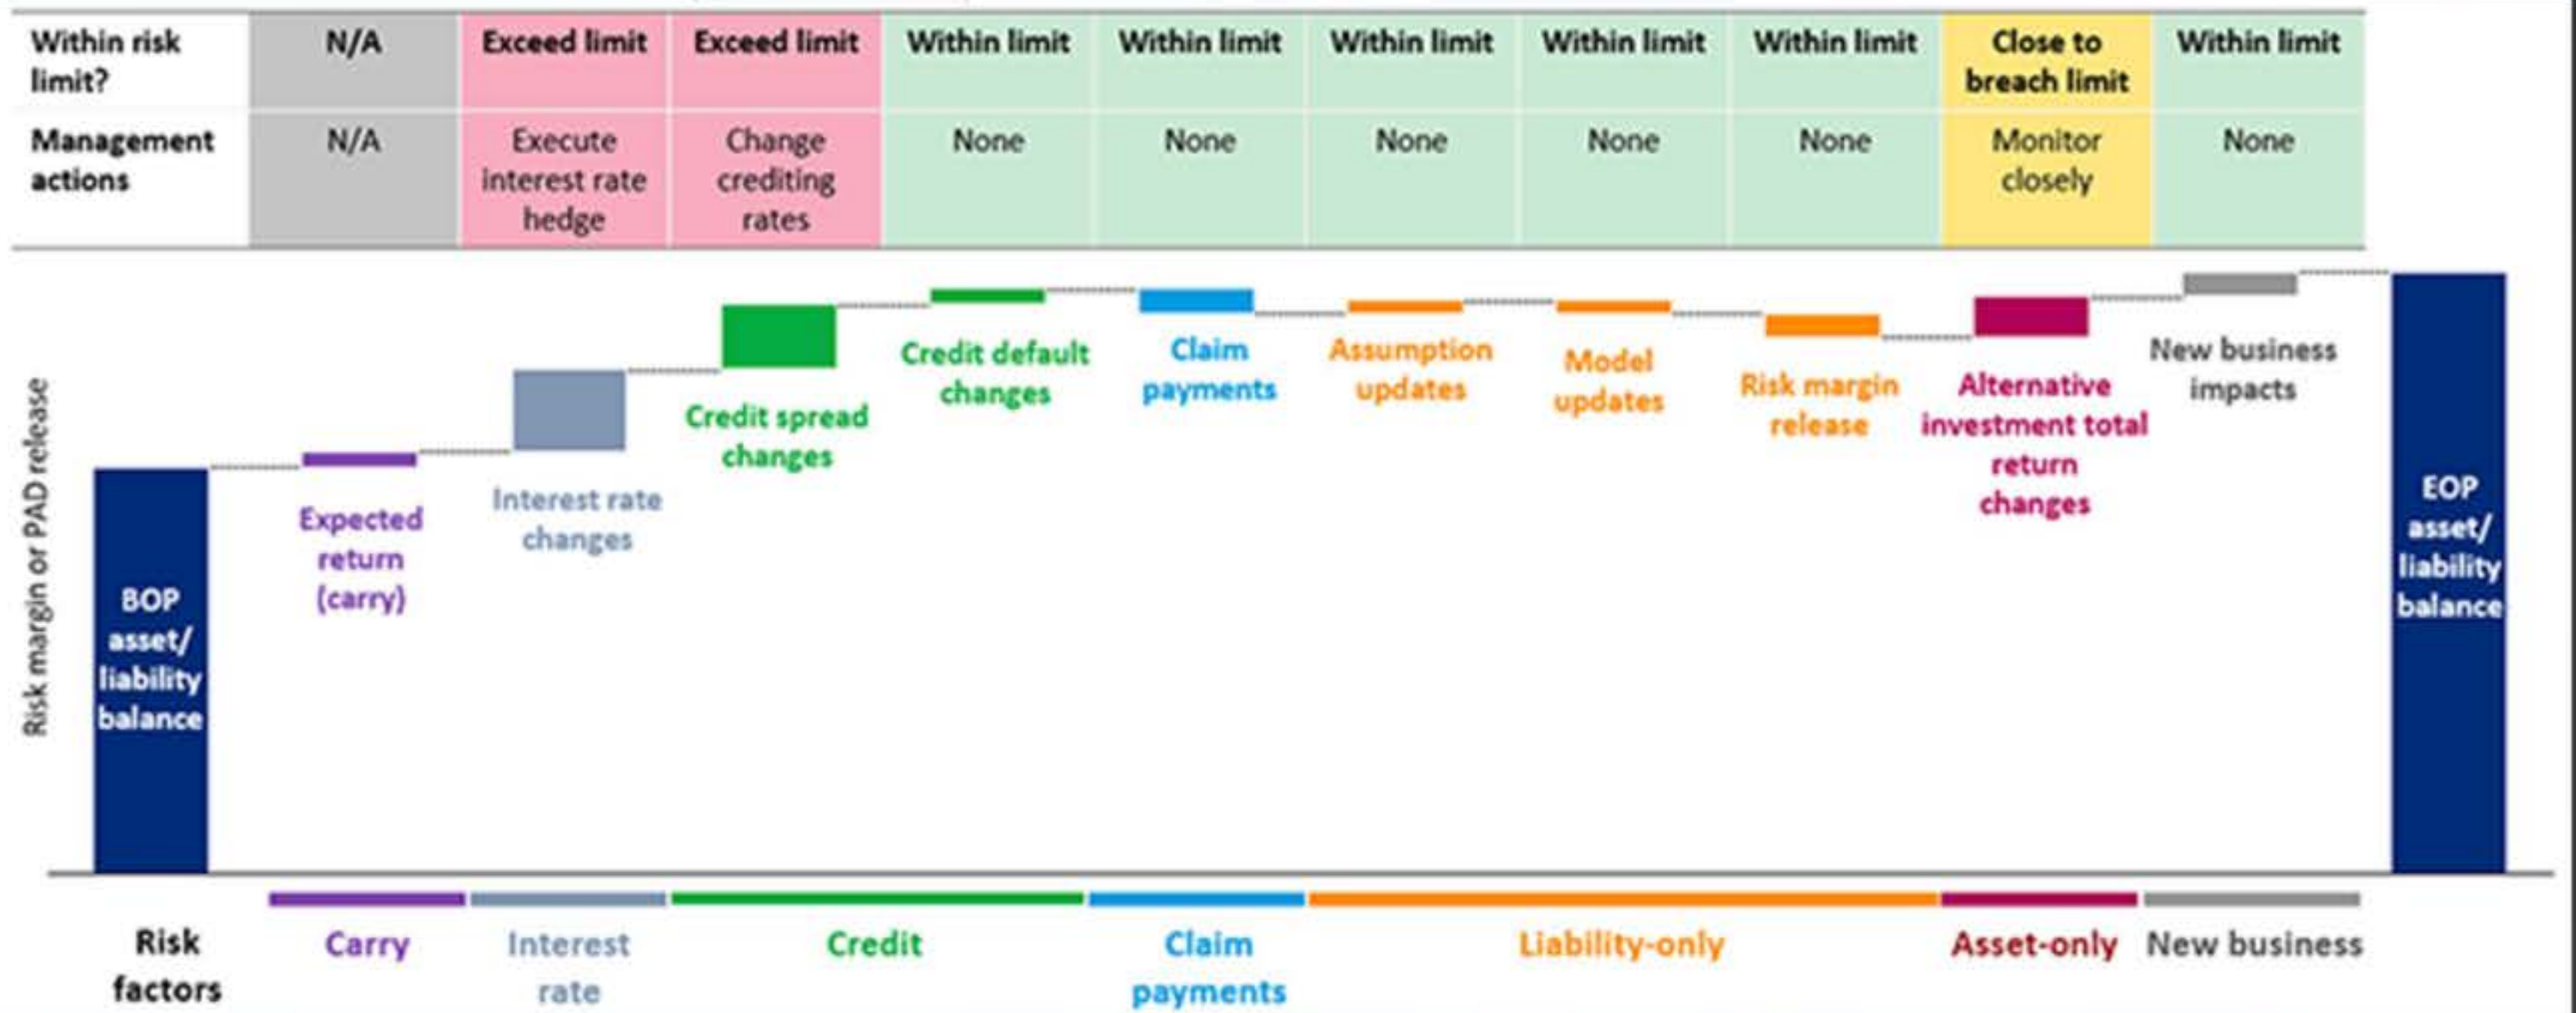 Within risk
limit?
N/A
Exceed limit
Exceed limit
Within limit
Within limit
Within limit
Within limit
Within limit
Close to
breach limit
Within limit
Management
actions
N/A
Execute
interest rate
hedge
Change
crediting
rates
None
None
None
None
None
Monitor
closely
None
Risk margin or PAD release
BOP
asset/
liability
balance
Expected
return
(carry)
Interest rate
changes
Credit spread
changes
Credit default
changes
Claim
payments
Assumption
updates
Model
updates
Risk margin
release
Alternative
investment total
return
changes
New business
impacts
EOP
asset/
liability
balance
Risk
factors
Carry
Interest
rate
Credit
Claim
payments
Liability-only
Asset-only
New business